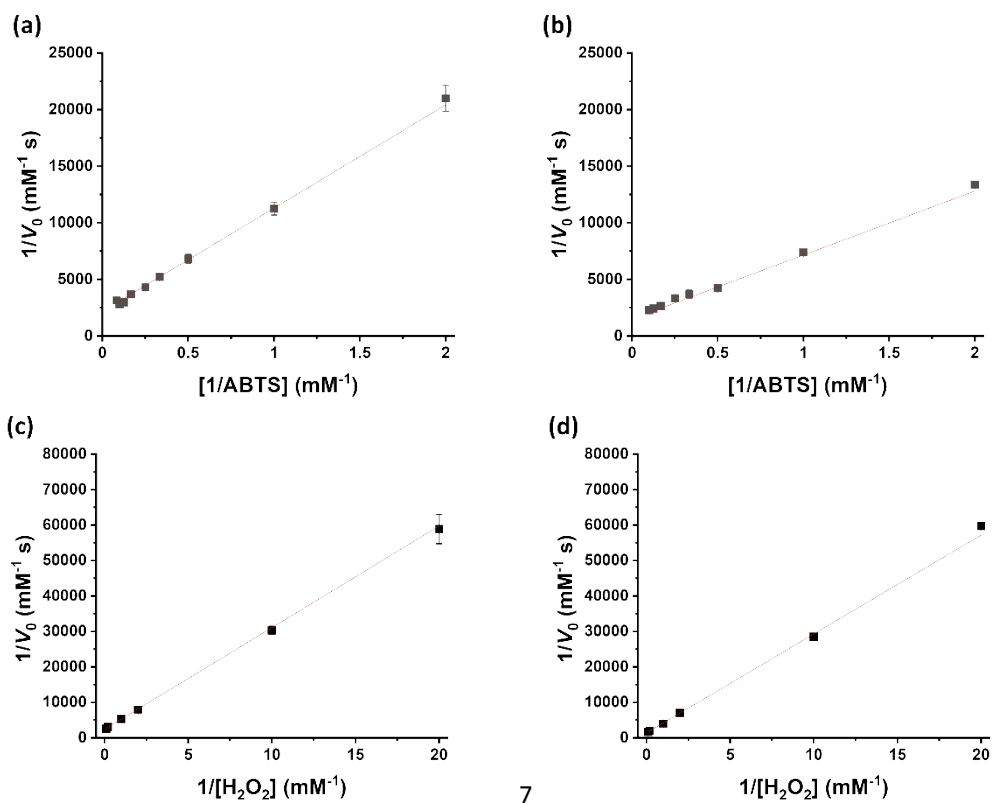 (a)
25000
20000
15000
10000
5000
0
1/V₀ (mM⁻¹ s)
0 0.5 1 1.5 2
[1/ABTS] (mM⁻¹)
(b)
25000
20000
15000
10000
5000
0
1/V₀ (mM⁻¹ s)
0 0.5 1 1.5 2
[1/ABTS] (mM⁻¹)
(c)
80000
70000
60000
50000
40000
30000
20000
10000
0
1/V₀ (mM⁻¹ s)
0 5 10 15 20
1/[H₂O₂] (mM⁻¹)
(d)
80000
70000
60000
50000
40000
30000
20000
10000
0
1/V₀ (mM⁻¹ s)
0 5 10 15 20
1/[H₂O₂] (mM⁻¹)
7